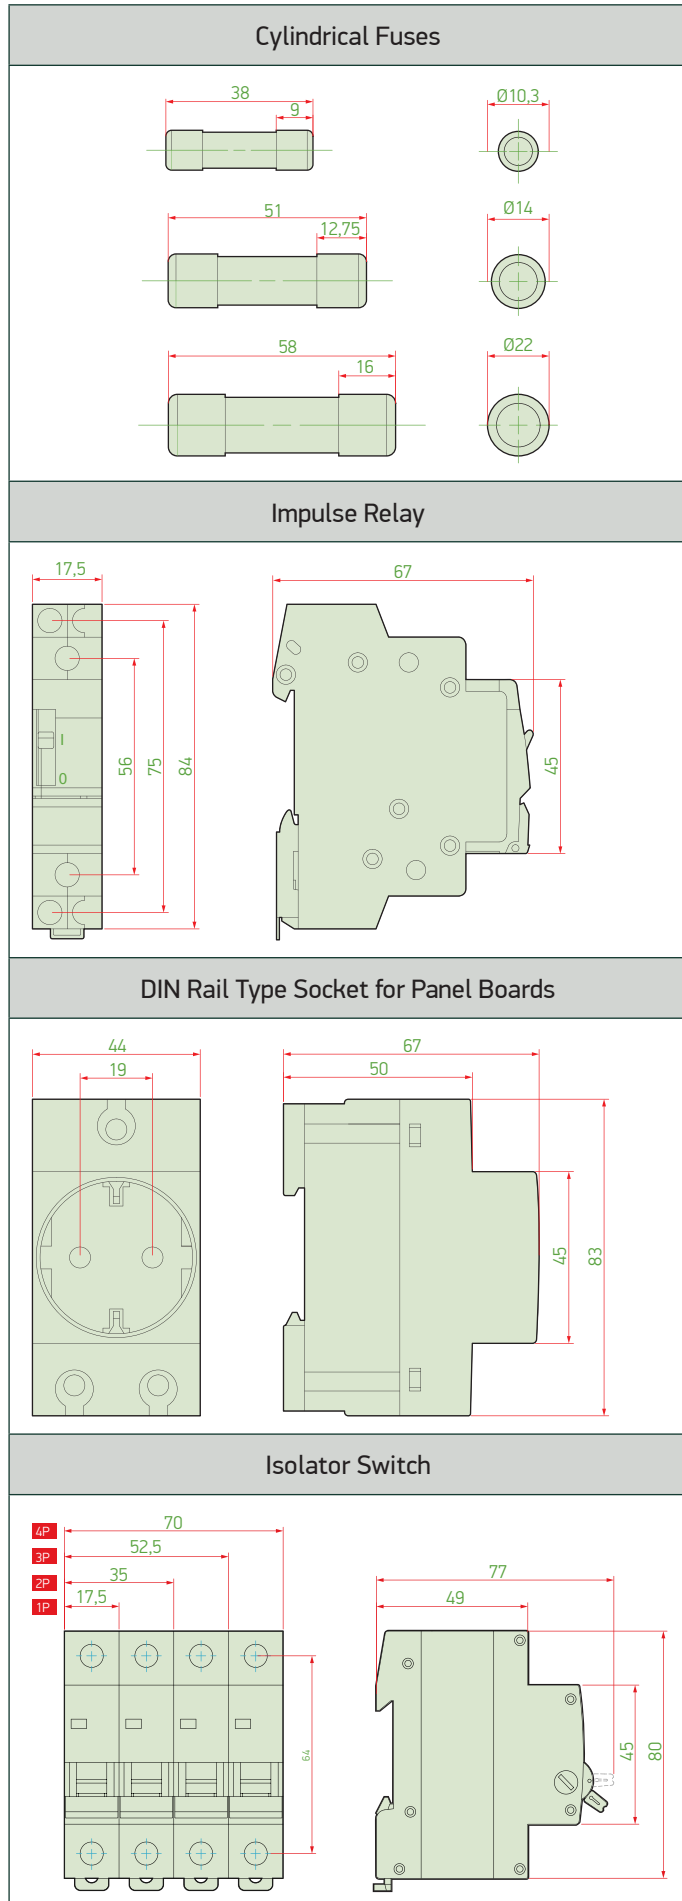 Cylindrical Fuses
38
9
Ø10,3
51
12,75
Ø14
58
16
Ø22
Impulse Relay
17,5
67
I
0
56
75
84
45
DIN Rail Type Socket for Panel Boards
44
19
67
50
45
83
Isolator Switch
4P
70
3P
52,5
2P
35
1P
17,5
77
49
64
45
80